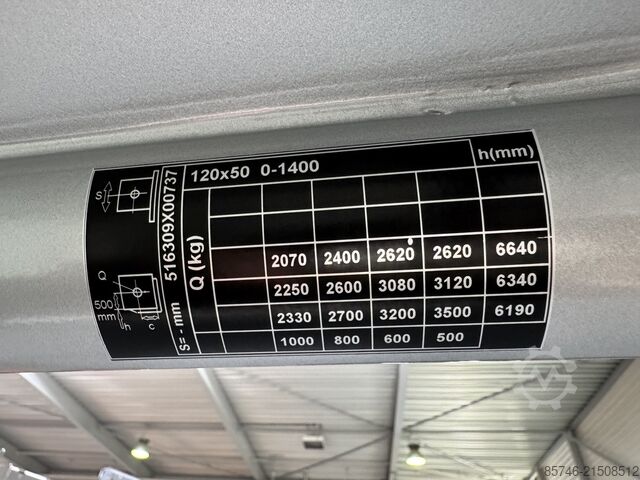 120x50 0-1400 h(mm)
S
516309X00737
S= - mm
Q (kg)
2070 2400 2620 2620 6640
Q
2250 2600 3080 3120 6340
500
mm
h
c
2330 2700 3200 3500 6190
1000 800 600 500
85746-21508512